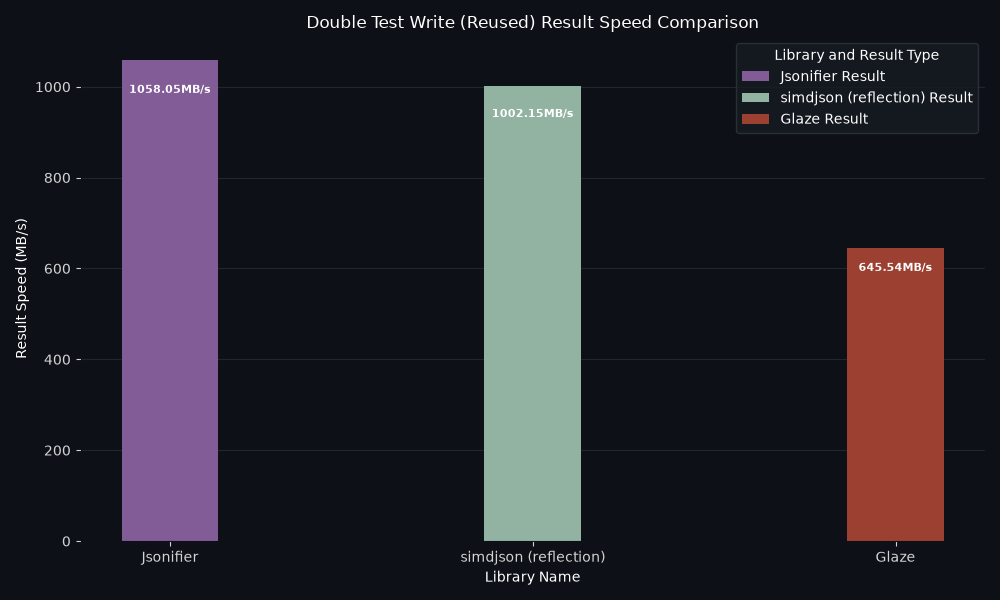 Double Test Write (Reused) Result Speed Comparison
Library and Result Type
Jsonifier Result
simdjson (reflection) Result
Glaze Result
Result Speed (MB/s)
1000
800
600
400
200
0
1058.05MB/s
1002.15MB/s
645.54MB/s
Jsonifier
simdjson (reflection)
Glaze
Library Name